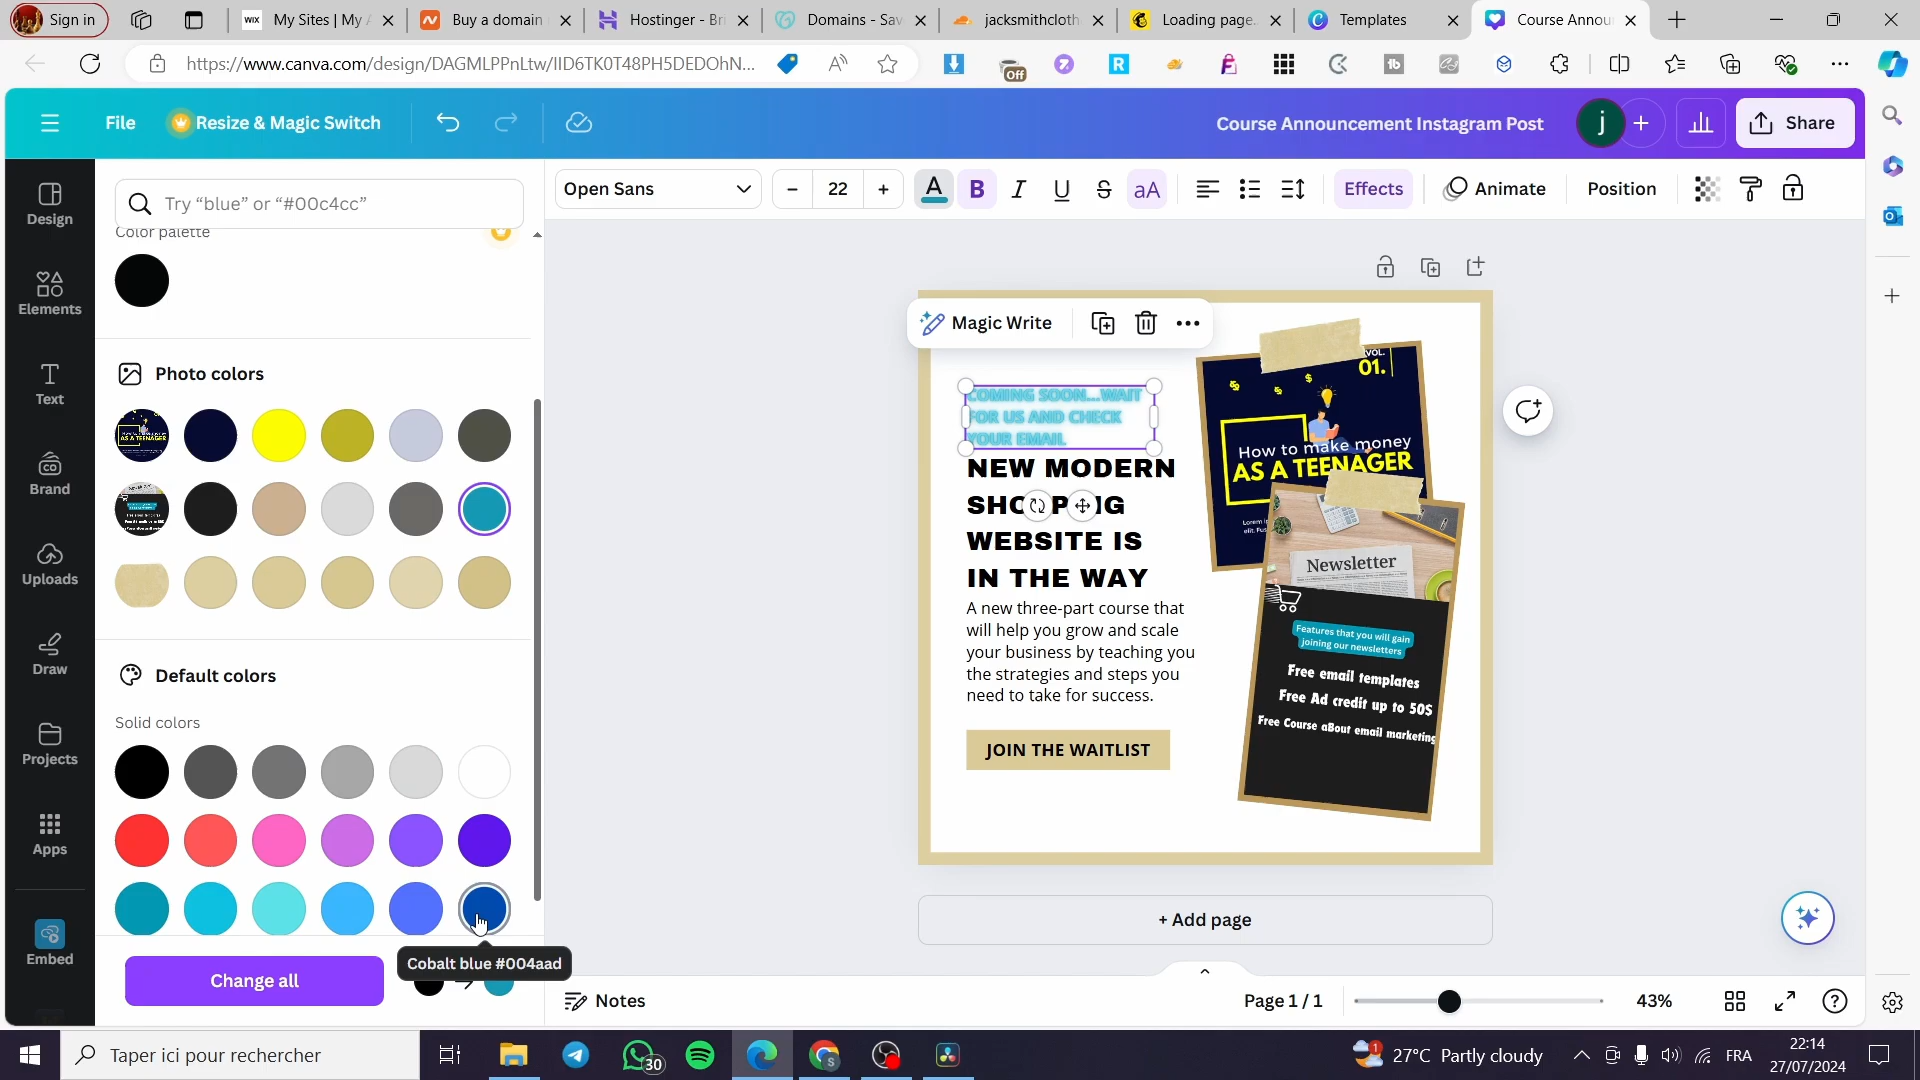 Sign in
WIX My Sites | My A
Buy a domain
Hostinger - Bri
Domains - Sav
jacksmithcloth
Loading page.
Templates
Course Annou
https://www.canva.com/design/DAGMLPPnLtw/IID6TK0T48PH5DEDOhN...
Off
File
Resize & Magic Switch
Course Announcement Instagram Post
j
Share
Design
Elements
Text
Brand
Uploads
Draw
Projects
Apps
Embed
Try “blue” or “#00c4cc”
Color palette
Photo colors
Default colors
Solid colors
Change all
Cobalt blue #004aad
Open Sans
22
A
B
I
U
S
aA
Effects
Animate
Position
Magic Write
COMING SOON...WAIT
FOR US AND CHECK
YOUR EMAIL
NEW MODERN
SHOPPING
WEBSITE IS
IN THE WAY
A new three-part course that
will help you grow and scale
your business by teaching you
the strategies and steps you
need to take for success.
JOIN THE WAITLIST
VOL.
01.
How to make money
AS A TEENAGER
Newsletter
Features that you will gain
joining our newsletters
Free email templates
Free Ad credit up to 50$
Free Course aBout email marketing
+ Add page
Notes
Page 1 / 1
43%
Taper ici pour rechercher
30
27°C Partly cloudy
FRA
22:14
27/07/2024